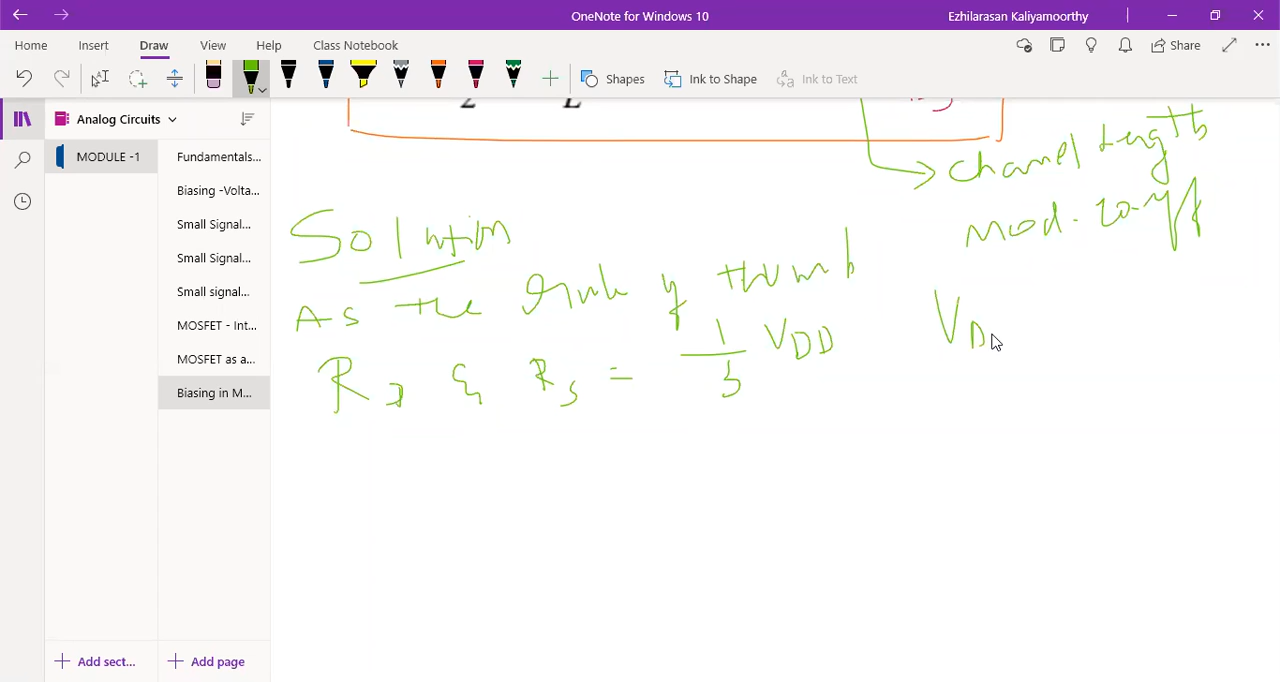 OneNote for Windows 10
Ezhilarasan Kaliyamoorthy
Home Insert Draw View Help Class Notebook Share
Shapes Ink to Shape Ink to Text
Analog Circuits
MODULE -1
Fundamentals...
Biasing -Volta...
Small Signal...
Small Signal...
Small signal...
MOSFET - Int...
MOSFET as a...
Biasing in M...
Add sect...
Add page
2 L
channel Length
mod. co-eff
Solution
As the rule of thumb
RD & RS = 1/3 VDD
VD